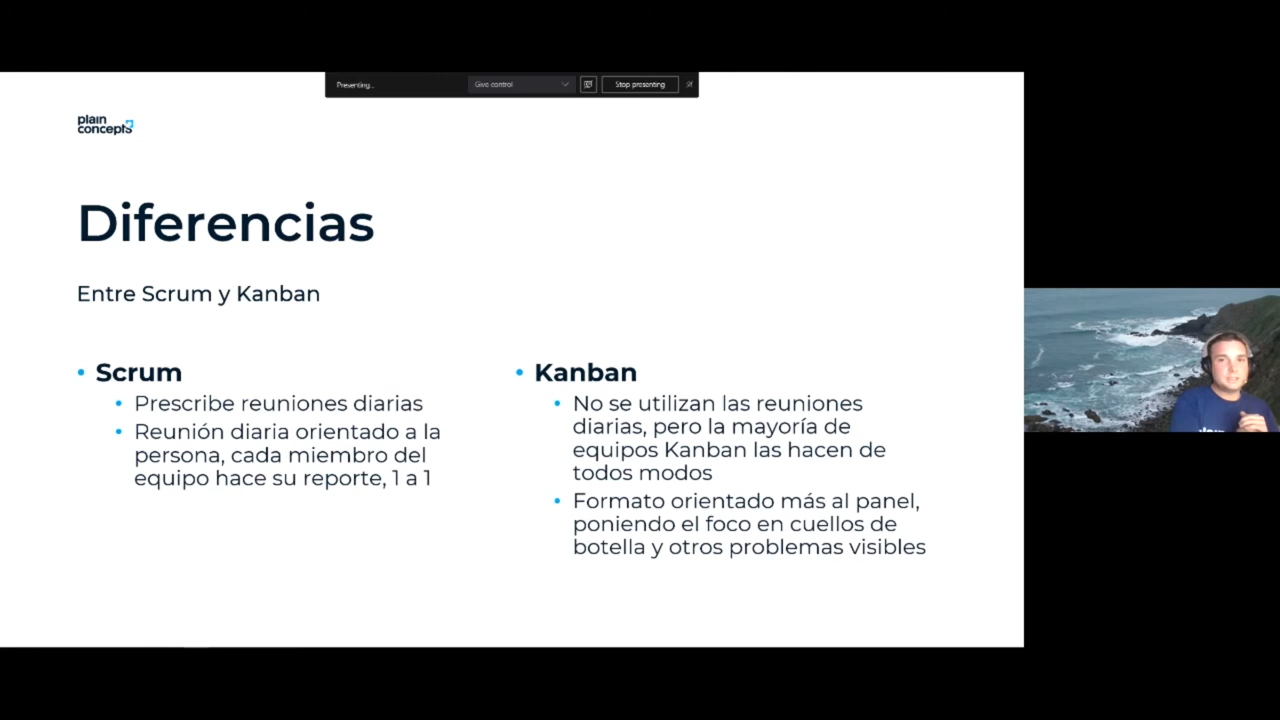 Presenting...
Give control
Stop presenting
plain
concepts
Diferencias
Entre Scrum y Kanban
Scrum
Prescribe reuniones diarias
Reunión diaria orientado a la
persona, cada miembro del
equipo hace su reporte, 1 a 1
Kanban
No se utilizan las reuniones
diarias, pero la mayoría de
equipos Kanban las hacen de
todos modos
Formato orientado más al panel,
poniendo el foco en cuellos de
botella y otros problemas visibles